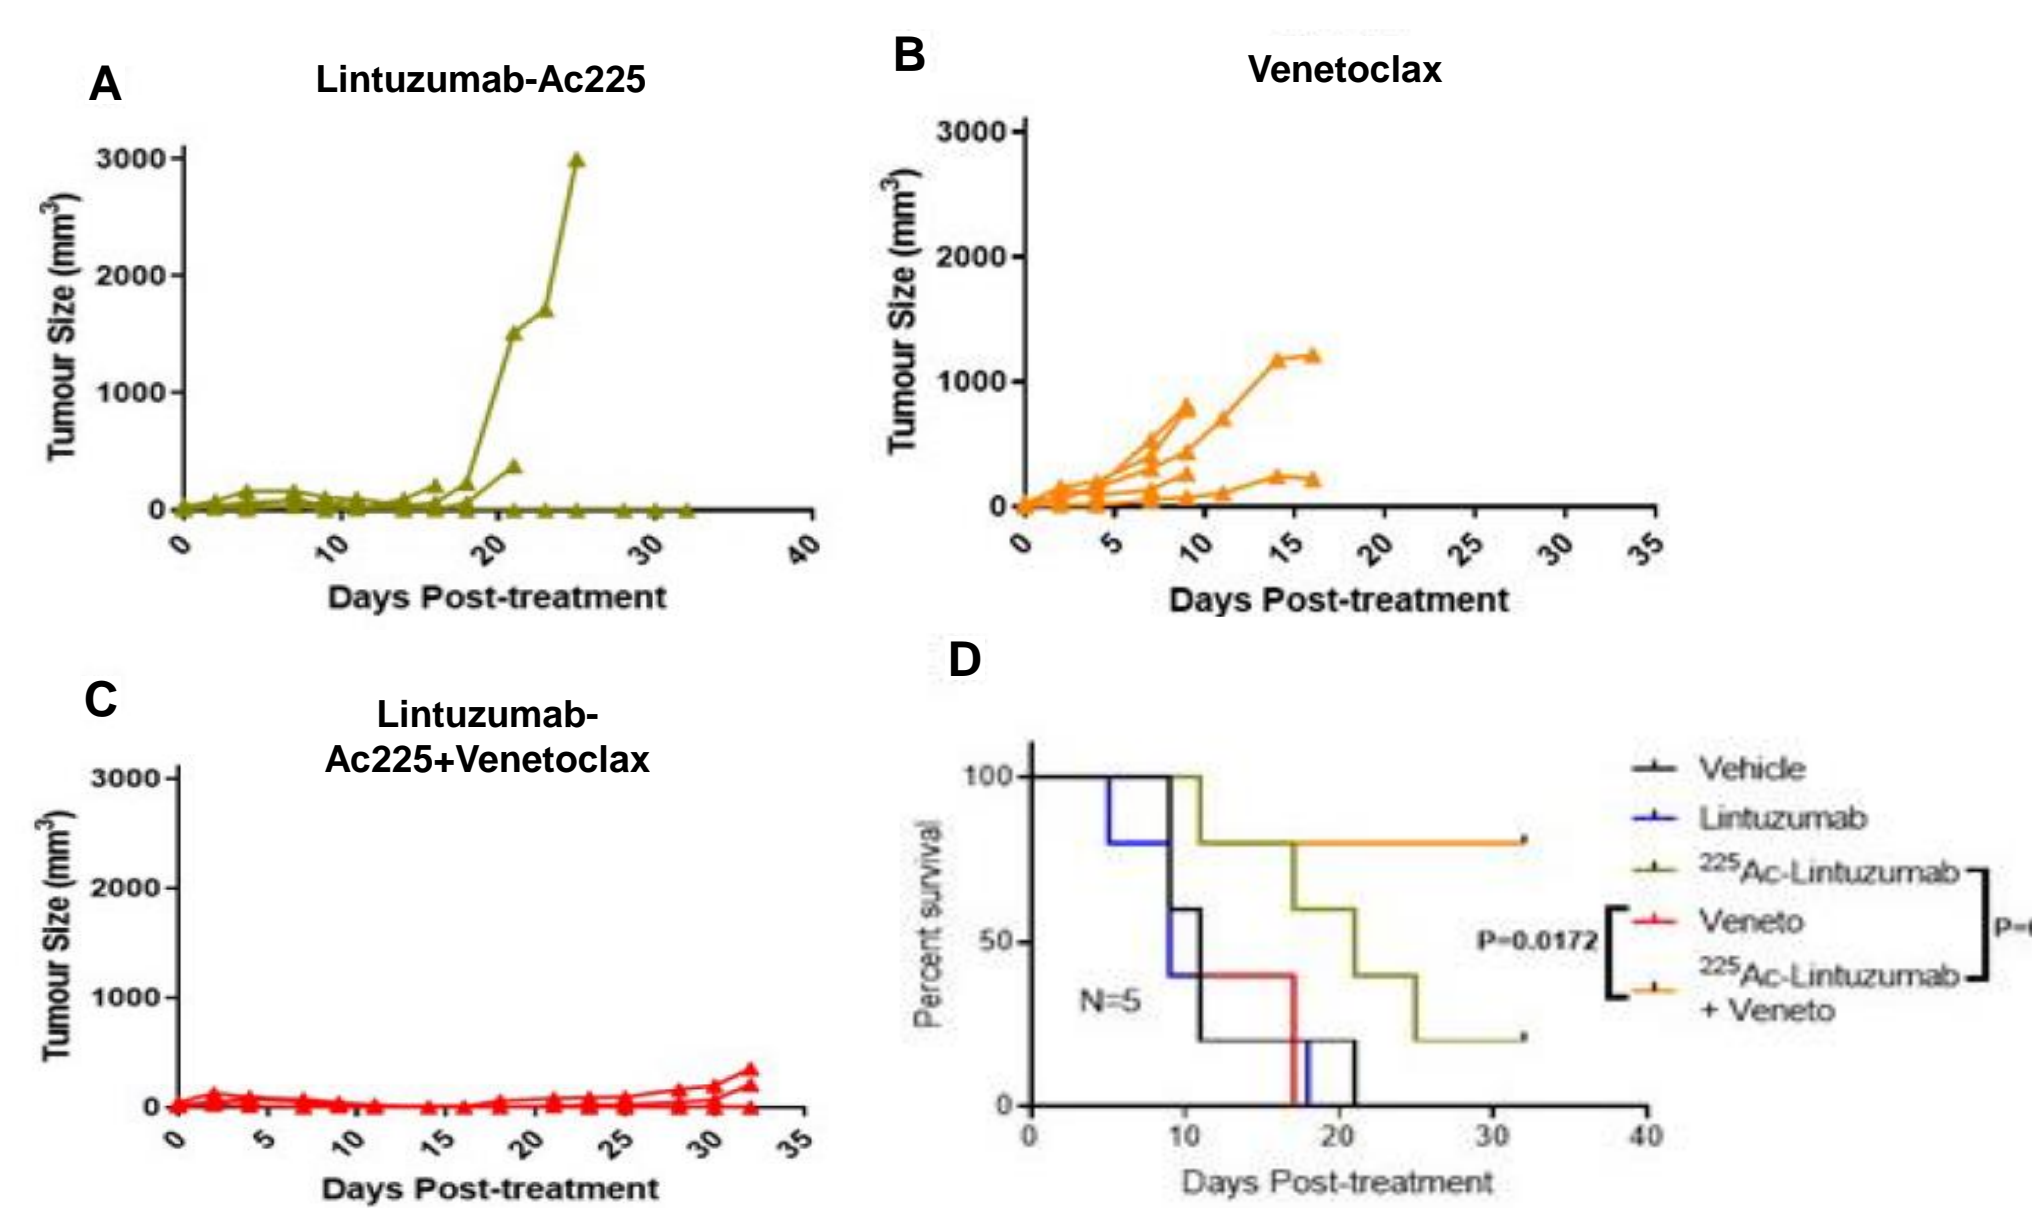 A
Lintuzumab-Ac225
3000
2000
1000
0
Tumour Size (mm³)
0 10 20 30 40
Days Post-treatment
B
Venetoclax
3000
2000
1000
0
Tumour Size (mm³)
0 5 10 15 20 25 30 35
Days Post-treatment
C
Lintuzumab-
Ac225+Venetoclax
3000
2000
1000
0
Tumour Size (mm³)
0 5 10 15 20 25 30 35
Days Post-treatment
D
100
50
0
Percent survival
N=5
0 10 20 30 40
Days Post-treatment
Vehicle
Lintuzumab
²²⁵Ac-Lintuzumab
Veneto
²²⁵Ac-Lintuzumab
+ Veneto
P=0.0172